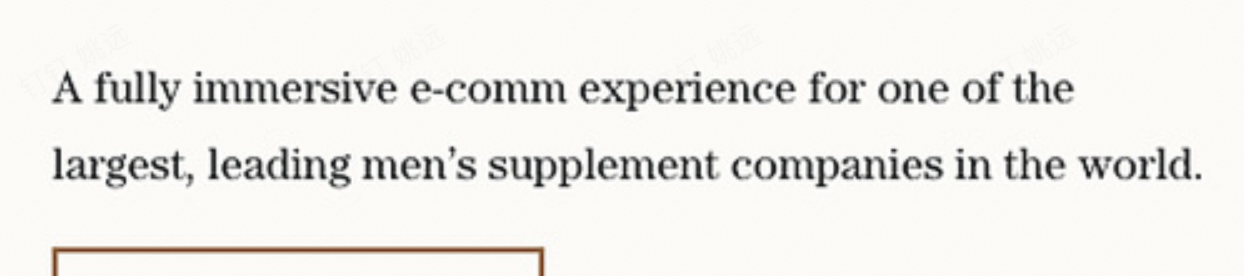 A fully immersive e-comm experience for one of the
largest, leading men’s supplement companies in the world.